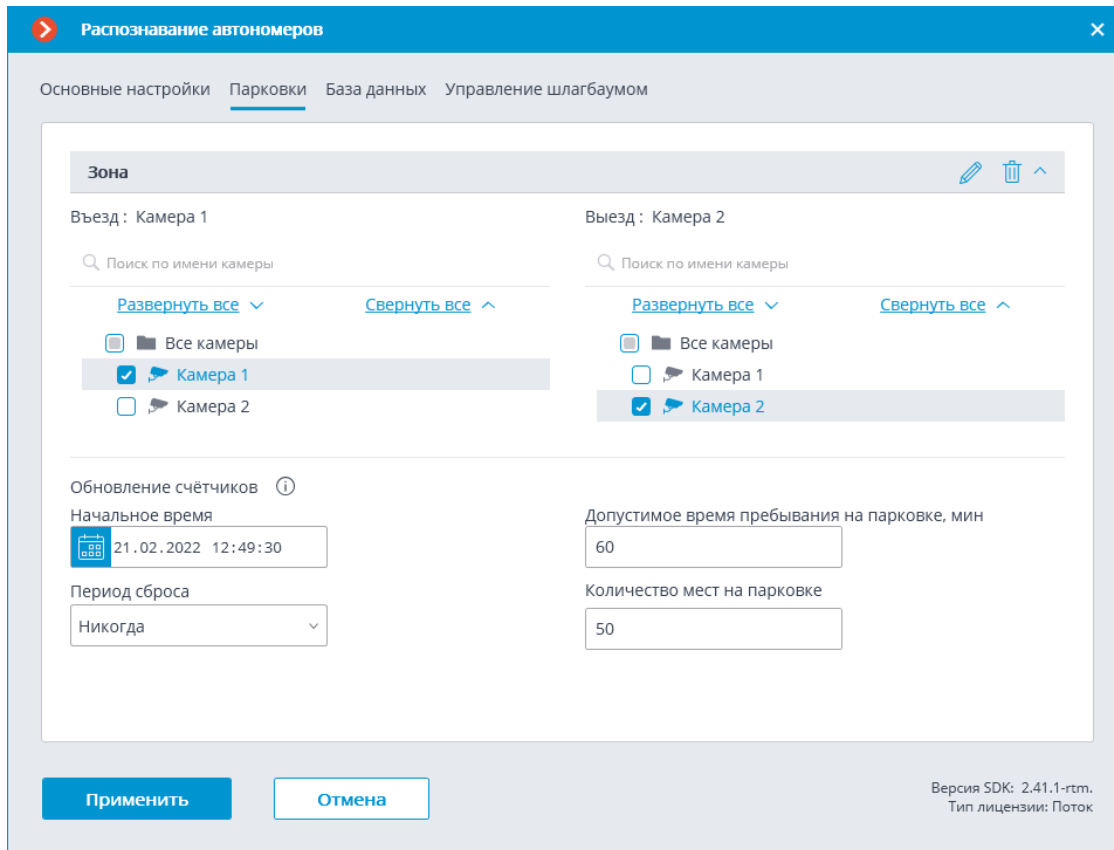 Распознавание автономеров
Основные настройки Парковки База данных Управление шлагбаумом
Зона
Въезд : Камера 1
Поиск по имени камеры
Развернуть все Свернуть все
Все камеры
Камера 1
Камера 2
Выезд : Камера 2
Поиск по имени камеры
Развернуть все Свернуть все
Все камеры
Камера 1
Камера 2
Обновление счётчиков
Начальное время
21.02.2022 12:49:30
Период сброса
Никогда
Допустимое время пребывания на парковке, мин
60
Количество мест на парковке
50
Применить
Отмена
Версия SDK: 2.41.1-rtm.
Тип лицензии: Поток